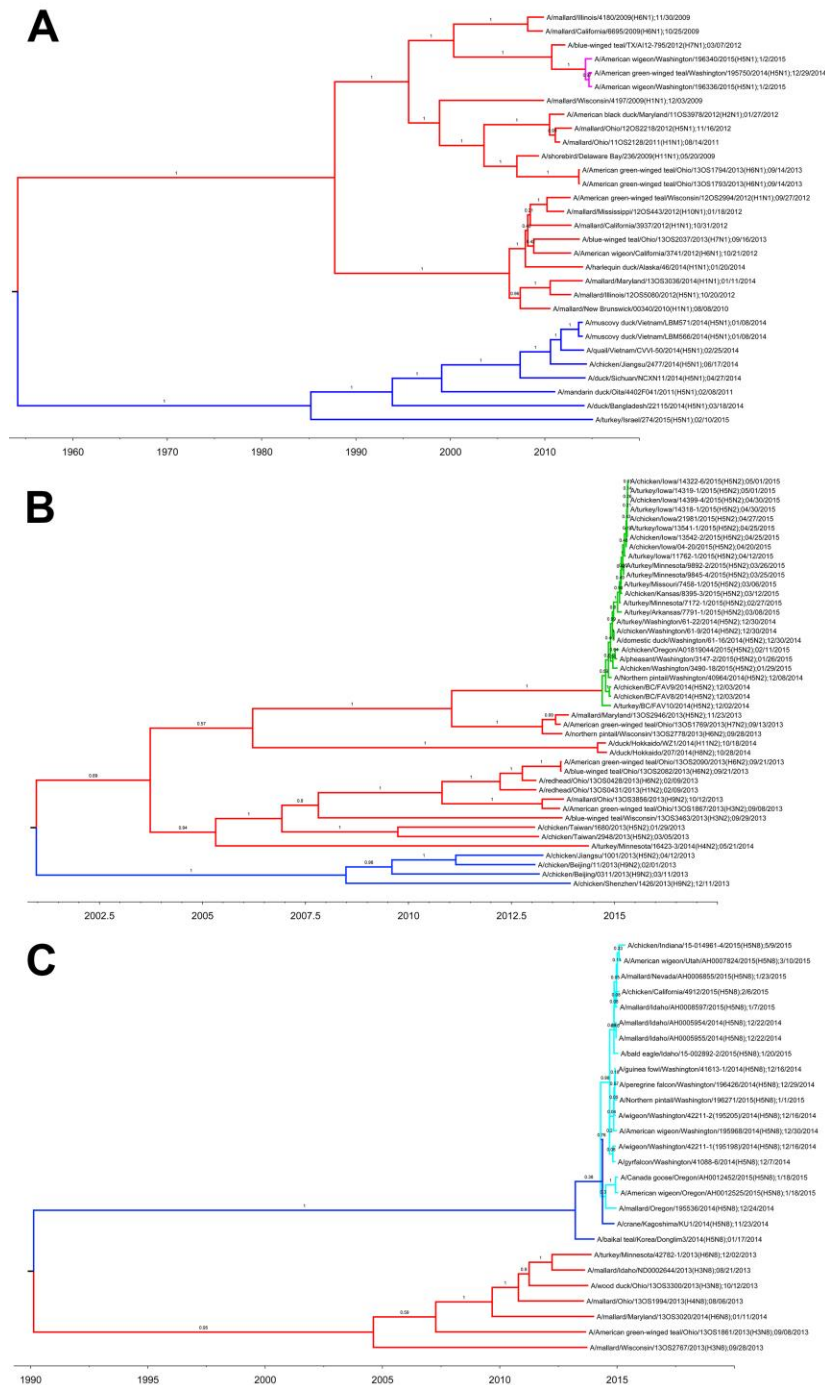 A
A/mallard/Illinois/4180/2009(H6N1);11/30/2009
A/mallard/California/6695/2009(H6N1);10/25/2009
A/blue-winged teal/TX/AI12-795/2012(H7N1);03/07/2012
A/American wigeon/Washington/196340/2015(H5N1);1/2/2015
A/American green-winged teal/Washington/195750/2014(H5N1);12/29/2014
A/American wigeon/Washington/196336/2015(H5N1);1/2/2015
A/mallard/Wisconsin/4197/2009(H1N1);12/03/2009
A/American black duck/Maryland/11OS3978/2012(H2N1);01/27/2012
A/mallard/Ohio/12OS2218/2012(H5N1);11/16/2012
A/mallard/Ohio/11OS2128/2011(H1N1);08/14/2011
A/shorebird/Delaware Bay/236/2009(H11N1);05/20/2009
A/American green-winged teal/Ohio/13OS1794/2013(H6N1);09/14/2013
A/American green-winged teal/Ohio/13OS1793/2013(H6N1);09/14/2013
A/American green-winged teal/Wisconsin/12OS2994/2012(H1N1);09/27/2012
A/mallard/Mississippi/12OS443/2012(H10N1);01/18/2012
A/mallard/California/3937/2012(H1N1);10/31/2012
A/blue-winged teal/Ohio/13OS2037/2013(H7N1);09/16/2013
A/American wigeon/California/3741/2012(H6N1);10/21/2012
A/harlequin duck/Alaska/46/2014(H1N1);01/20/2014
A/mallard/Maryland/13OS3036/2014(H1N1);01/11/2014
A/mallard/Illinois/12OS5080/2012(H5N1);10/20/2012
A/mallard/New Brunswick/00340/2010(H1N1);08/08/2010
A/muscovy duck/Vietnam/LBM571/2014(H5N1);01/08/2014
A/muscovy duck/Vietnam/LBM566/2014(H5N1);01/08/2014
A/quail/Vietnam/CVVI-50/2014(H5N1);02/25/2014
A/chicken/Jiangsu/2477/2014(H5N1);06/17/2014
A/duck/Sichuan/NCXN11/2014(H5N1);04/27/2014
A/mandarin duck/Oita/4402F041/2011(H5N1);02/08/2011
A/duck/Bangladesh/22115/2014(H5N1);03/18/2014
A/turkey/Israel/274/2015(H5N1);02/10/2015
1960 1970 1980 1990 2000 2010
B
A/chicken/Iowa/14322-6/2015(H5N2);05/01/2015
A/turkey/Iowa/14319-1/2015(H5N2);05/01/2015
A/chicken/Iowa/14399-4/2015(H5N2);04/30/2015
A/turkey/Iowa/14318-1/2015(H5N2);04/30/2015
A/chicken/Iowa/21981/2015(H5N2);04/27/2015
A/turkey/Iowa/13541-1/2015(H5N2);04/25/2015
A/chicken/Iowa/13542-2/2015(H5N2);04/25/2015
A/chicken/Iowa/04-20/2015(H5N2);04/20/2015
A/turkey/Iowa/11762-1/2015(H5N2);04/12/2015
A/turkey/Minnesota/9892-2/2015(H5N2);03/26/2015
A/turkey/Minnesota/9845-4/2015(H5N2);03/25/2015
A/turkey/Missouri/7458-1/2015(H5N2);03/06/2015
A/chicken/Kansas/8395-3/2015(H5N2);03/12/2015
A/turkey/Minnesota/7172-1/2015(H5N2);02/27/2015
A/turkey/Arkansas/7791-1/2015(H5N2);03/08/2015
A/turkey/Washington/61-22/2014(H5N2);12/30/2014
A/chicken/Washington/61-9/2014(H5N2);12/30/2014
A/domestic duck/Washington/61-16/2014(H5N2);12/30/2014
A/chicken/Oregon/A01819044/2015(H5N2);02/11/2015
A/pheasant/Washington/3147-2/2015(H5N2);01/26/2015
A/chicken/Washington/3490-18/2015(H5N2);01/29/2015
A/Northern pintail/Washington/40964/2014(H5N2);12/08/2014
A/chicken/BC/FAV9/2014(H5N2);12/03/2014
A/chicken/BC/FAV8/2014(H5N2);12/03/2014
A/turkey/BC/FAV10/2014(H5N2);12/02/2014
A/mallard/Maryland/13OS2946/2013(H5N2);11/23/2013
A/American green-winged teal/Ohio/13OS1769/2013(H7N2);09/13/2013
A/northern pintail/Wisconsin/13OS2778/2013(H6N2);09/28/2013
A/duck/Hokkaido/WZ1/2014(H11N2);10/18/2014
A/duck/Hokkaido/207/2014(H8N2);10/28/2014
A/American green-winged teal/Ohio/13OS2090/2013(H6N2);09/21/2013
A/blue-winged teal/Ohio/13OS2082/2013(H6N2);09/21/2013
A/redhead/Ohio/13OS0428/2013(H6N2);02/09/2013
A/redhead/Ohio/13OS0431/2013(H1N2);02/09/2013
A/mallard/Ohio/13OS3856/2013(H9N2);10/12/2013
A/American green-winged teal/Ohio/13OS1867/2013(H3N2);09/08/2013
A/blue-winged teal/Wisconsin/13OS3463/2013(H3N2);09/29/2013
A/chicken/Taiwan/1680/2013(H5N2);01/29/2013
A/chicken/Taiwan/2948/2013(H5N2);03/05/2013
A/turkey/Minnesota/16423-3/2014(H4N2);05/21/2014
A/chicken/Jiangsu/1001/2013(H5N2);04/12/2013
A/chicken/Beijing/11/2013(H9N2);02/01/2013
A/chicken/Beijing/0311/2013(H9N2);03/11/2013
A/chicken/Shenzhen/1426/2013(H9N2);12/11/2013
2002.5 2005 2007.5 2010 2012.5 2015
C
A/chicken/Indiana/15-014961-4/2015(H5N8);5/9/2015
A/American wigeon/Utah/AH0007824/2015(H5N8);3/10/2015
A/mallard/Nevada/AH0006855/2015(H5N8);1/23/2015
A/chicken/California/4912/2015(H5N8);2/6/2015
A/mallard/Idaho/AH0008597/2015(H5N8);1/7/2015
A/mallard/Idaho/AH0005954/2014(H5N8);12/22/2014
A/mallard/Idaho/AH0005955/2014(H5N8);12/22/2014
A/bald eagle/Idaho/15-002892-2/2015(H5N8);1/20/2015
A/guinea fowl/Washington/41613-1/2014(H5N8);12/16/2014
A/peregrine falcon/Washington/196426/2014(H5N8);12/29/2014
A/Northern pintail/Washington/196271/2015(H5N8);1/1/2015
A/wigeon/Washington/42211-2(195205)/2014(H5N8);12/16/2014
A/American wigeon/Washington/195968/2014(H5N8);12/30/2014
A/wigeon/Washington/42211-1(195198)/2014(H5N8);12/16/2014
A/gyrfalcon/Washington/41088-6/2014(H5N8);12/7/2014
A/Canada goose/Oregon/AH0012452/2015(H5N8);1/18/2015
A/American wigeon/Oregon/AH0012525/2015(H5N8);1/18/2015
A/mallard/Oregon/195536/2014(H5N8);12/24/2014
A/crane/Kagoshima/KU1/2014(H5N8);11/23/2014
A/baikal teal/Korea/Donglim3/2014(H5N8);01/17/2014
A/turkey/Minnesota/42782-1/2013(H6N8);12/02/2013
A/mallard/Idaho/ND0002644/2013(H3N8);08/21/2013
A/wood duck/Ohio/13OS3300/2013(H3N8);10/12/2013
A/mallard/Ohio/13OS1994/2013(H4N8);08/06/2013
A/mallard/Maryland/13OS3020/2014(H6N8);01/11/2014
A/American green-winged teal/Ohio/13OS1861/2013(H3N8);09/08/2013
A/mallard/Wisconsin/13OS2767/2013(H3N8);09/28/2013
1990 1995 2000 2005 2010 2015